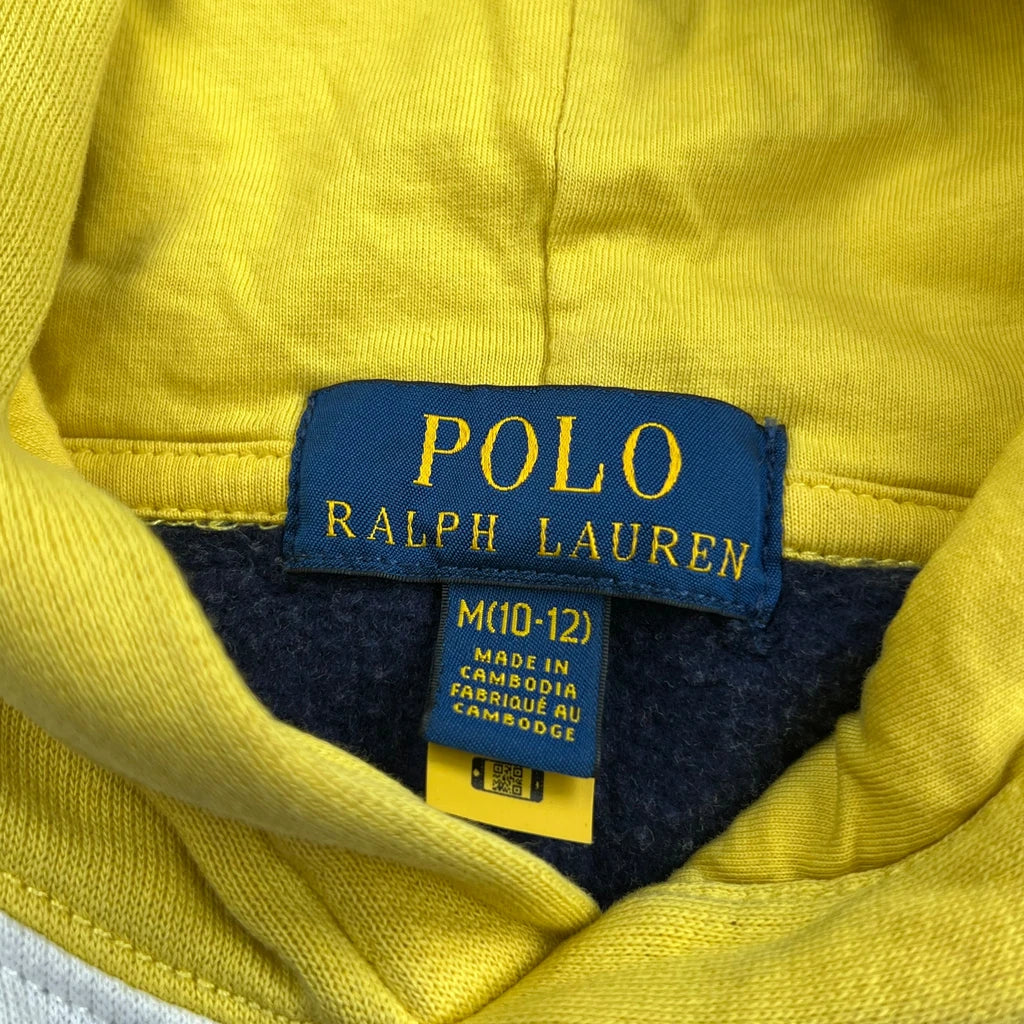 POLO
RALPH LAUREN
M(10-12)
MADE IN
CAMBODIA
FABRIQUÉ AU
CAMBODGE